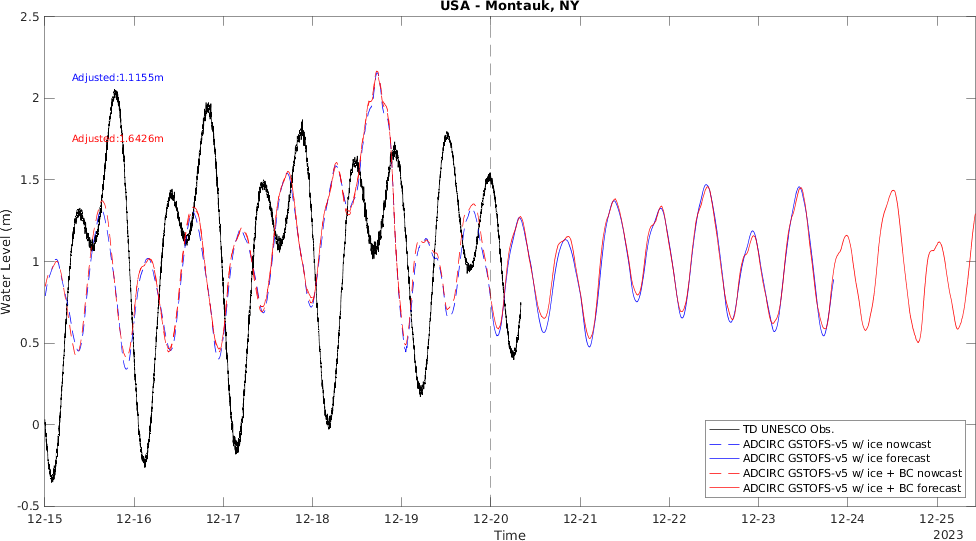 USA - Montauk, NY
Adjusted:1.1155m
Adjusted:1.6426m
Water Level (m)
2.5
2
1.5
1
0.5
0
-0.5
TD UNESCO Obs.
ADCIRC GSTOFS-v5 w/ ice nowcast
ADCIRC GSTOFS-v5 w/ ice forecast
ADCIRC GSTOFS-v5 w/ ice + BC nowcast
ADCIRC GSTOFS-v5 w/ ice + BC forecast
12-15 12-16 12-17 12-18 12-19 12-20 12-21 12-22 12-23 12-24 12-25
Time
2023